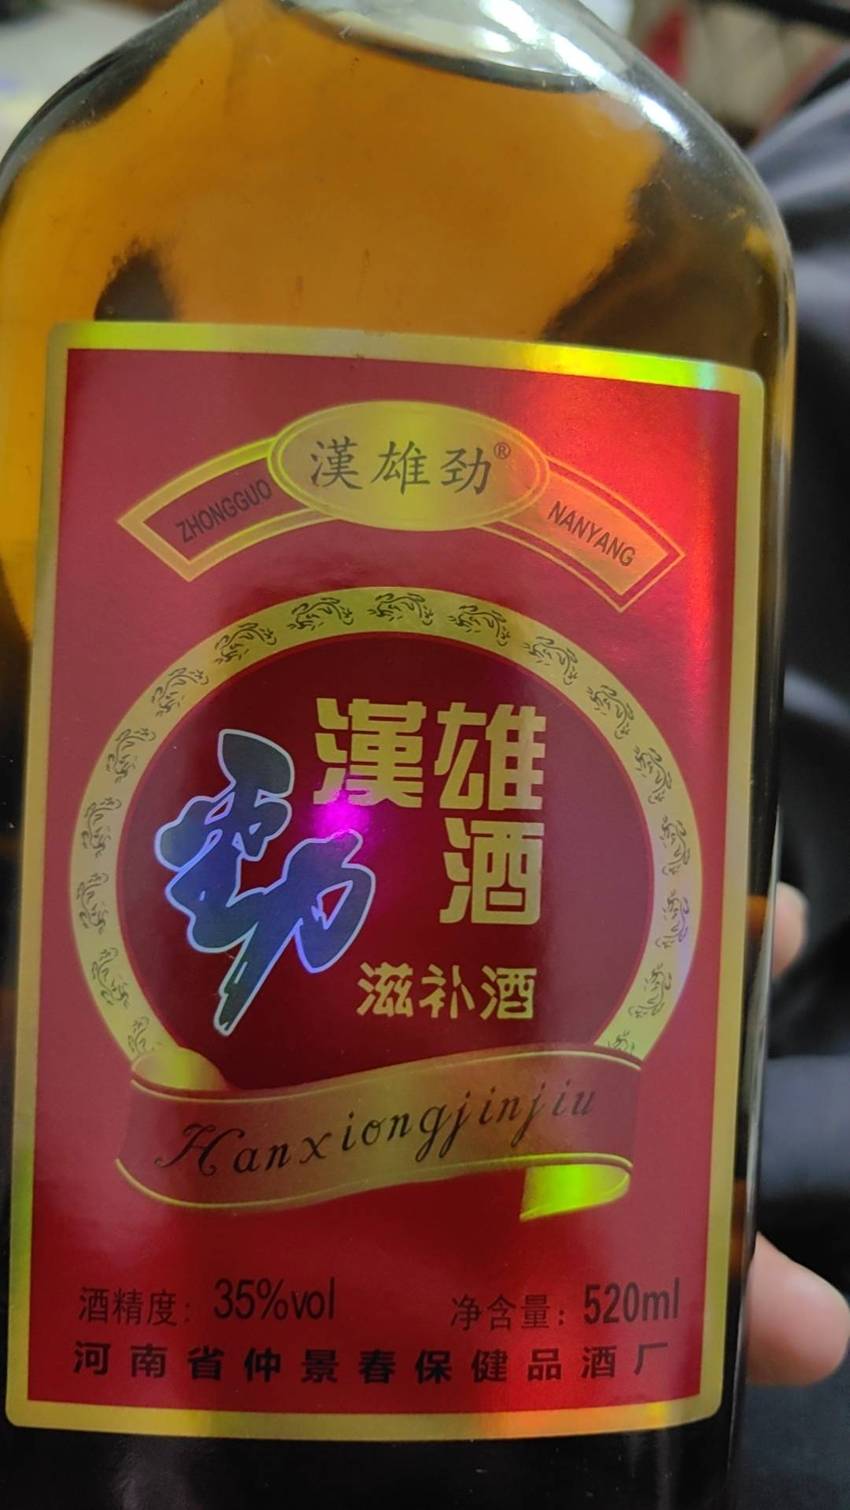 漢雄劲®
ZHONGGUO NANYANG
漢雄
劲酒
滋补酒
Hanxiongjinjiu
酒精度: 35%vol 净含量: 520ml
河南省仲景春保健品酒厂